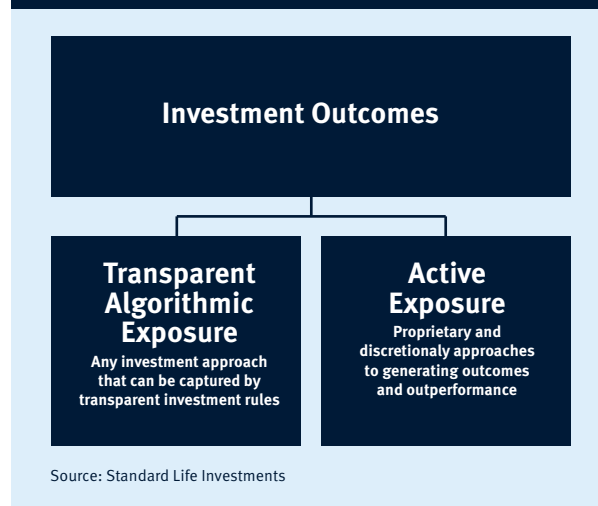 Investment Outcomes
Transparent
Algorithmic
Exposure
Any investment approach
that can be captured by
transparent investment rules
Active
Exposure
Proprietary and
discretionaly approaches
to generating outcomes
and outperformance
Source: Standard Life Investments